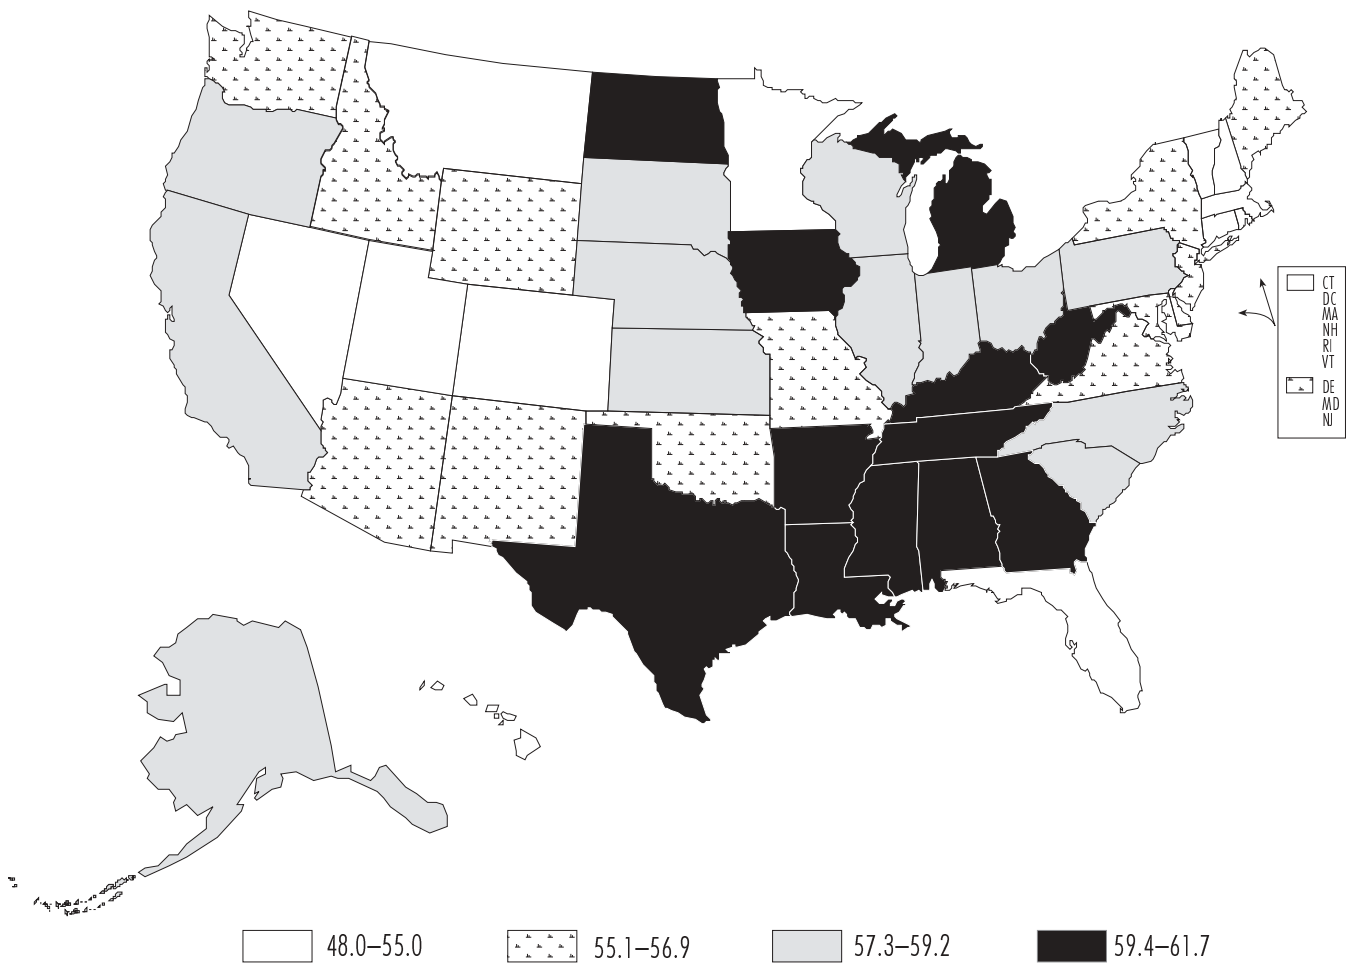 CT
DC
MA
NH
RI
VT
DE
MD
NJ
48.0–55.0 55.1–56.9 57.3–59.2 59.4–61.7